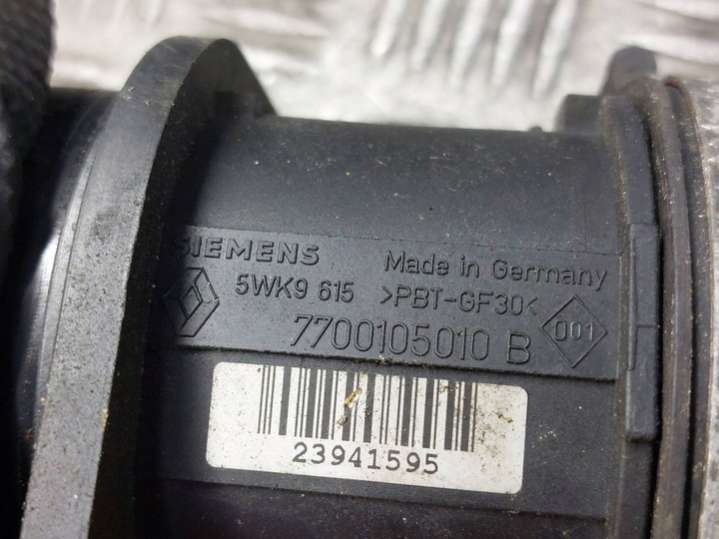 SIEMENS Made in Germany
5WK9 615 >PBT-GF30< 001
7700105010 B
23941595